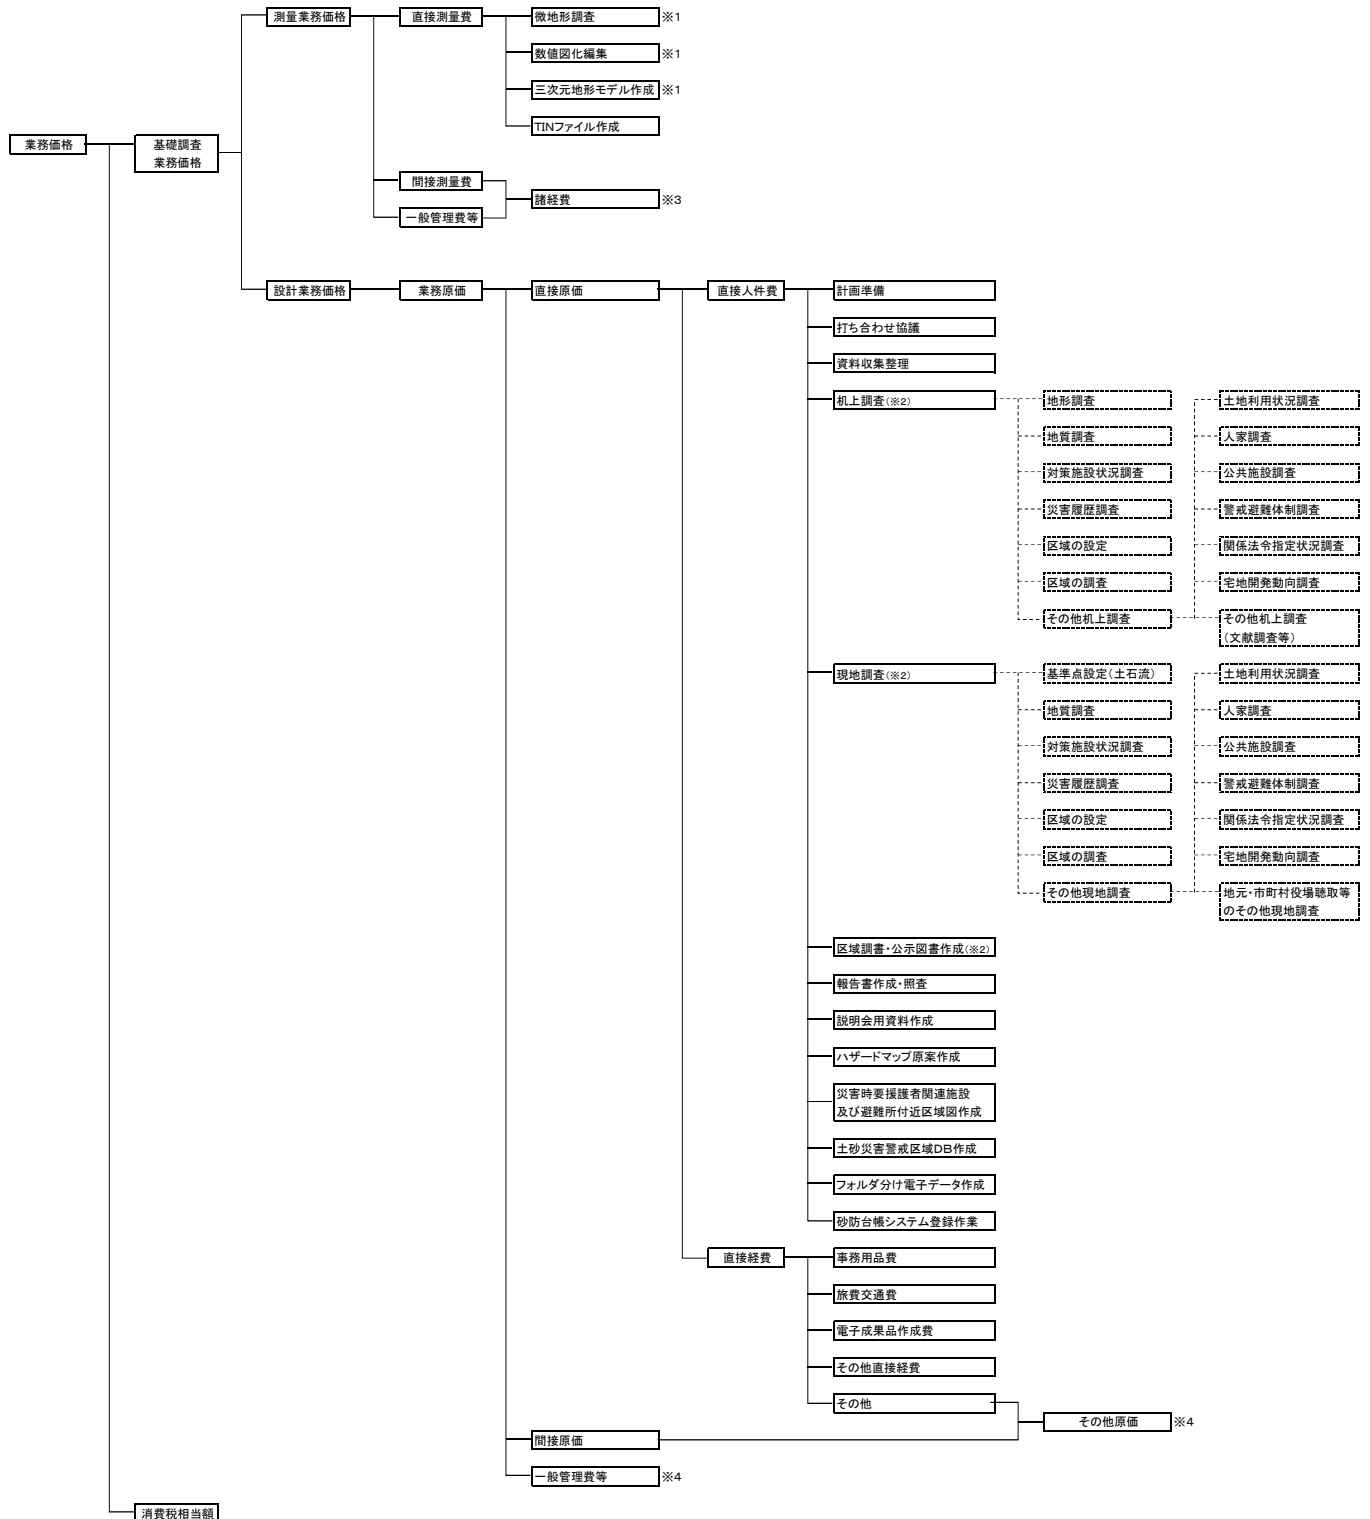 測量業務価格
直接測量費
微地形調査 ※1
数値図化編集 ※1
三次元地形モデル作成 ※1
TINファイル作成
業務価格
基礎調査
業務価格
間接測量費
諸経費 ※3
一般管理費等
設計業務価格
業務原価
直接原価
直接人件費
計画準備
打ち合わせ協議
資料収集整理
机上調査(※2)
地形調査
地質調査
対策施設状況調査
災害履歴調査
区域の設定
区域の調査
その他机上調査
土地利用状況調査
人家調査
公共施設調査
警戒避難体制調査
関係法令指定状況調査
宅地開発動向調査
その他机上調査
(文献調査等)
現地調査(※2)
基準点設定(土石流)
地質調査
対策施設状況調査
災害履歴調査
区域の設定
区域の調査
その他現地調査
土地利用状況調査
人家調査
公共施設調査
警戒避難体制調査
関係法令指定状況調査
宅地開発動向調査
地元・市町村役場聴取等
のその他現地調査
区域調書・公示図書作成(※2)
報告書作成・照査
説明会用資料作成
ハザードマップ原案作成
災害時要援護者関連施設
及び避難所付近区域図作成
土砂災害警戒区域DB作成
フォルダ分け電子データ作成
砂防台帳システム登録作業
直接経費
事務用品費
旅費交通費
電子成果品作成費
その他直接経費
その他
その他原価 ※4
間接原価
一般管理費等 ※4
消費税相当額